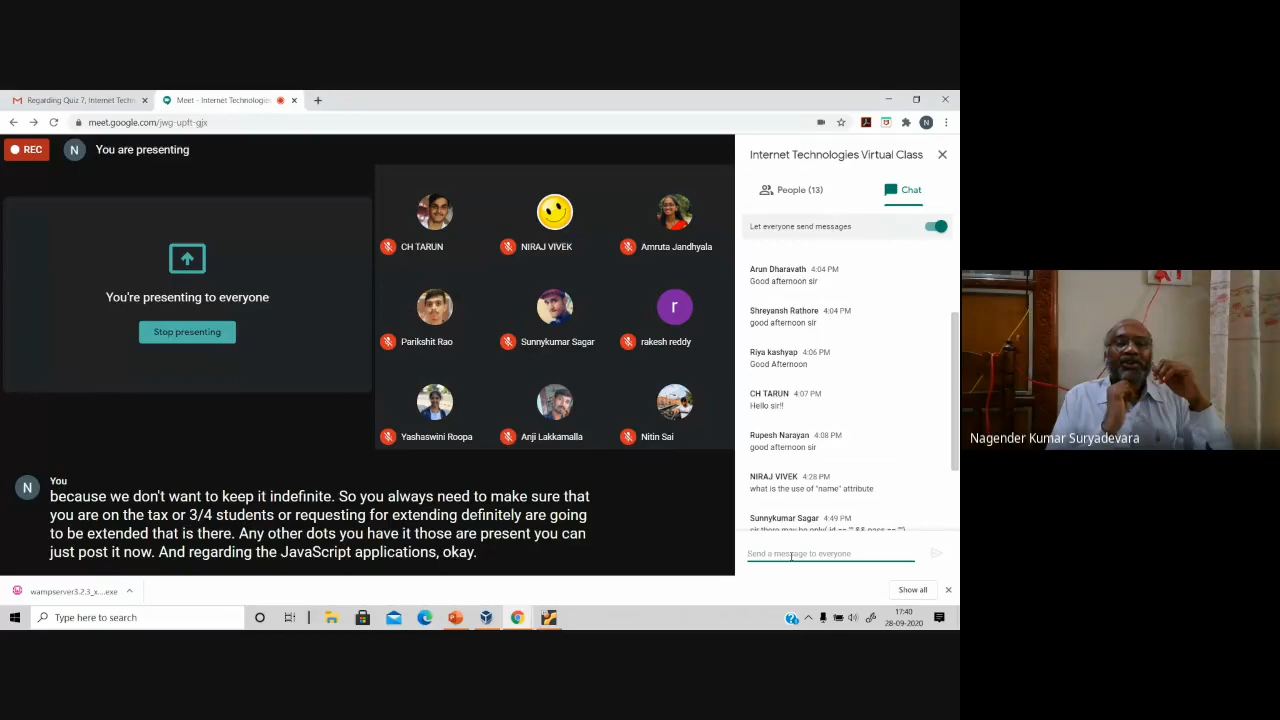 Regarding Quiz 7, Internet Techn
Meet - Internet Technologies
meet.google.com/jwg-upft-gjx
REC
N
You are presenting
You're presenting to everyone
Stop presenting
CH TARUN
NIRAJ VIVEK
Amruta Jandhyala
r
Parikshit Rao
Sunnykumar Sagar
rakesh reddy
Yashaswini Roopa
Anji Lakkamalla
Nitin Sai
N
You
because we don't want to keep it indefinite. So you always need to make sure that
you are on the tax or 3/4 students or requesting for extending definitely are going
to be extended that is there. Any other dots you have it those are present you can
just post it now. And regarding the JavaScript applications, okay.
Internet Technologies Virtual Class
People (13)
Chat
Let everyone send messages
Arun Dharavath 4:04 PM
Good afternoon sir
Shreyansh Rathore 4:04 PM
good afternoon sir
Riya kashyap 4:06 PM
Good Afternoon
CH TARUN 4:07 PM
Hello sir!!
Rupesh Narayan 4:08 PM
good afternoon sir
NIRAJ VIVEK 4:28 PM
what is the use of "name" attribute
Sunnykumar Sagar 4:49 PM
Send a message to everyone
wampserver3.2.3_x....exe
Show all
Type here to search
17:40
28-09-2020
Nagender Kumar Suryadevara